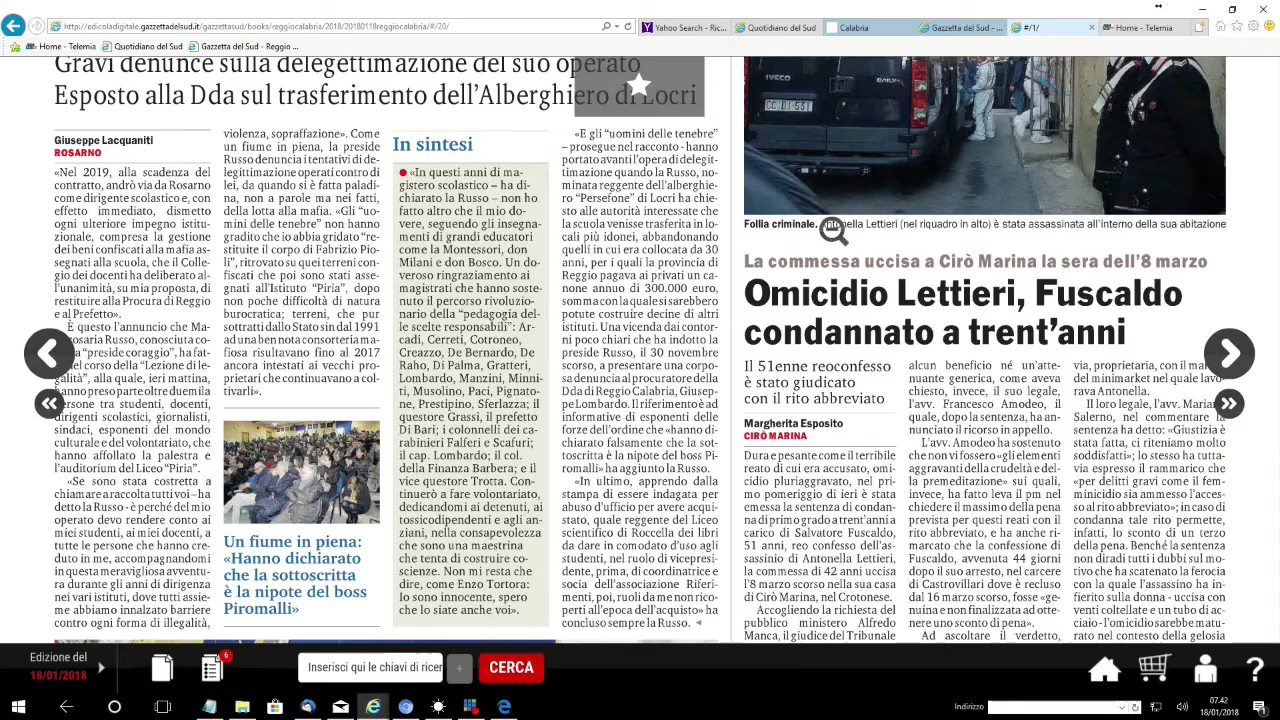 http://edicoladigitale.gazzettadelsud.it/gazzettasud/books/reggiocalabria/2018/20180118reggiocalabria/#/20/
Yahoo Search - Ric...
Quotidiano del Sud
Calabria
Gazzetta del Sud - ...
#/1/
Home - Telemia
Home - Telemia
Quotidiano del Sud
Gazzetta del Sud - Reggio ...
Gravi denunce sulla delegittimazione del suo operato
Esposto alla Dda sul trasferimento dell'Alberghiero di Locri
Giuseppe Lacquaniti
ROSARNO
«Nel 2019, alla scadenza del
contratto, andrò via da Rosarno
come dirigente scolastico e, con
effetto immediato, dismetto
ogni ulteriore impegno istitu-
zionale, compresa la gestione
dei beni confiscati alla mafia as-
segnati alla scuola, che il Colle-
gio dei docenti ha deliberato al-
l'unanimità, su mia proposta, di
restituire alla Procura di Reggio
e al Prefetto».
È questo l'annuncio che Ma-
rosaria Russo, conosciuta co-
"preside coraggio", ha fat-
nel corso della "Lezione di le-
galità", alla quale, ieri mattina,
hanno preso parte oltre duemila
persone tra studenti, docenti,
dirigenti scolastici, giornalisti,
sindaci, esponenti del mondo
culturale e del volontariato, che
hanno affollato la palestra e
l'auditorium del Liceo "Piria".
«Se sono stata costretta a
chiamare a raccolta tutti voi – ha
detto la Russo - è perché del mio
operato devo rendere conto ai
miei studenti, ai miei docenti, a
tutte le persone che hanno cre-
duto in me, accompagnandomi
in questa meravigliosa avventu-
ra durante gli anni di dirigenza
nei vari istituti, dove tutti assie-
me abbiamo innalzato barriere
contro ogni forma di illegalità,
violenza, sopraffazione». Come
un fiume in piena, la preside
Russo denuncia i tentativi di de-
legittimazione operati contro di
lei, da quando si è fatta paladi-
na, non a parole ma nei fatti,
della lotta alla mafia. «Gli "uo-
mini delle tenebre" non hanno
gradito che io abbia gridato "re-
stituite il corpo di Fabrizio Pio-
li", ritrovato su quei terreni con-
fiscati che poi sono stati asse-
gnati all'Istituto "Piria", dopo
non poche difficoltà di natura
burocratica; terreni, che pur
sottratti dallo Stato sin dal 1991
ad una ben nota consorteria ma-
fiosa risultavano fino al 2017
ancora intestati ai vecchi pro-
prietari che continuavano a col-
tivarli».
Un fiume in piena:
«Hanno dichiarato
che la sottoscritta
è la nipote del boss
Piromalli»
In sintesi
«In questi anni di ma-
gistero scolastico – ha di-
chiarato la Russo – non ho
fatto altro che il mio do-
vere, seguendo gli insegna-
menti di grandi educatori
come la Montessori, don
Milani e don Bosco. Un do-
veroso ringraziamento ai
magistrati che hanno soste-
nuto il percorso rivoluzio-
nario della "pedagogia del-
le scelte responsabili": Ar-
cadi, Cerreti, Cotroneo,
Creazzo, De Bernardo, De
Raho, Di Palma, Gratteri,
Lombardo, Manzini, Minni-
ti, Musolino, Paci, Pignato-
ne, Prestipino, Sferlazza; il
questore Grassi, il prefetto
Di Bari; i colonnelli dei ca-
rabinieri Falferi e Scafuri;
il cap. Lombardo; il col.
della Finanza Barbera; e il
vice questore Trotta. Con-
tinuerò a fare volontariato,
dedicandomi ai detenuti, ai
tossicodipendenti e agli an-
ziani, nella consapevolezza
che sono una maestrina
che tenta di costruire co-
scienze. Non mi resta che
dire, come Enzo Tortora:
Io sono innocente, spero
che lo siate anche voi».
«E gli "uomini delle tenebre"
– prosegue nel racconto - hanno
portato avanti l'opera di delegit-
timazione quando la Russo, no-
minata reggente dell'alberghie-
ro "Persefone" di Locri ha chie-
sto alle autorità interessate che
la scuola venisse trasferita in lo-
cali più idonei, abbandonando
quelli in cui era collocata da 30
anni, per i quali la provincia di
Reggio pagava ai privati un ca-
none annuo di 300.000 euro,
somma con la quale si sarebbero
potute costruire decine di altri
istituti. Una vicenda dai contor-
ni poco chiari che ha indotto la
preside Russo, il 30 novembre
scorso, a presentare una corpo-
sa denuncia al procuratore della
Dda di Reggio Calabria, Giusep-
pe Lombardo. Il riferimento è ad
informative di esponenti delle
forze dell'ordine che «hanno di-
chiarato falsamente che la sot-
toscritta è la nipote del boss Pi-
romalli» ha aggiunto la Russo.
«In ultimo, apprendo dalla
stampa di essere indagata per
abuso d'ufficio per avere acqui-
stato, quale reggente del Liceo
scientifico di Roccella dei libri
da dare in comodato d'uso agli
studenti, nel ruolo di vicepresi-
dente, prima, di coordinatrice e
socia dell'associazione Riferi-
menti, poi, ruoli da me non rico-
perti all'epoca dell'acquisto» ha
concluso sempre la Russo.
IVECO
DAILY
CC DI 531
Follia criminale. Antonella Lettieri (nel riquadro in alto) è stata assassinata all'interno della sua abitazione
La commessa uccisa a Cirò Marina la sera dell'8 marzo
Omicidio Lettieri, Fuscaldo
condannato a trent'anni
Il 51enne reoconfesso
è stato giudicato
con il rito abbreviato
Margherita Esposito
CIRÒ MARINA
Dura e pesante come il terribile
reato di cui era accusato, omi-
cidio pluriaggravato, nel pri-
mo pomeriggio di ieri è stata
emessa la sentenza di condan-
na di primo grado a trent'anni a
carico di Salvatore Fuscaldo,
51 anni, reo confesso dell'as-
sassinio di Antonella Lettieri,
la commessa di 42 anni uccisa
l'8 marzo scorso nella sua casa
di Cirò Marina, nel Crotonese.
Accogliendo la richiesta del
pubblico ministero Alfredo
Manca, il giudice del Tribunale
alcun beneficio né un'atte-
nuante generica, come aveva
chiesto, invece, il suo legale,
l'avv. Francesco Amodeo, il
quale, dopo la sentenza, ha an-
nunciato il ricorso in appello.
L'avv. Amodeo ha sostenuto
che non vi fossero «gli elementi
aggravanti della crudeltà e del-
la premeditazione» sui quali,
invece, ha fatto leva il pm nel
chiedere il massimo della pena
prevista per questi reati con il
rito abbreviato, e ha anche ri-
marcato che la confessione di
Fuscaldo, avvenuta 44 giorni
dopo il suo arresto, nel carcere
di Castrovillari dove è recluso
dal 16 marzo scorso, fosse «ge-
nuina e non finalizzata ad otte-
nere uno sconto di pena».
Ad ascoltare il verdetto,
via, proprietaria, con il mar
del minimarket nel quale lavo-
rava Antonella.
Il loro legale, l'avv. Marian
Salerno, nel commentare la
sentenza ha detto: «Giustizia è
stata fatta, ci riteniamo molto
soddisfatti»; lo stesso ha tutta-
via espresso il rammarico che
«per delitti gravi come il fem-
minicidio sia ammesso l'acces-
so al rito abbreviato»; in caso di
condanna tale rito permette,
infatti, lo sconto di un terzo
della pena. Benché la sentenza
non diradi tutti i dubbi sul mo-
vivo che ha scatenato la ferocia
con la quale l'assassino ha in-
fierito sulla donna - uccisa con
venti coltellate e un tubo di ac-
ciaio - l'omicidio sarebbe matu-
rato nel contesto della gelosia
Edizione del
18/01/2018
6
Inserisci qui le chiavi di ricer
+
CERCA
?
Indirizzo
07.42
18/01/2018